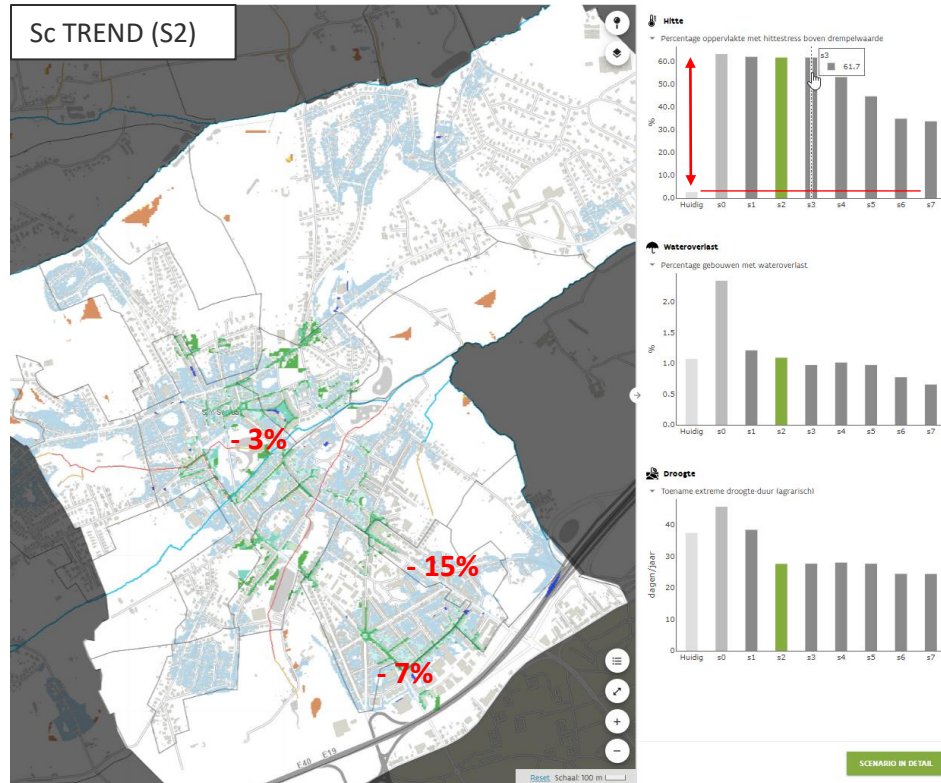 Sc TREND (S2)
- 3%
- 15%
- 7%
E40
E19
Reset Schaal: 100 m
Hitte
Percentage oppervlakte met hittestress boven drempelwaarde
60.0
50.0
40.0
30.0
20.0
10.0
0.0
%
s3
61.7
Huidig s0 s1 s2 s3 s4 s5 s6 s7
Wateroverlast
Percentage gebouwen met wateroverlast
2.0
1.5
1.0
0.5
0.0
%
Huidig s0 s1 s2 s3 s4 s5 s6 s7
Droogte
Toename extreme droogte-duur (agrarisch)
40
30
20
10
0
dagen/jaar
Huidig s0 s1 s2 s3 s4 s5 s6 s7
SCENARIO IN DETAIL